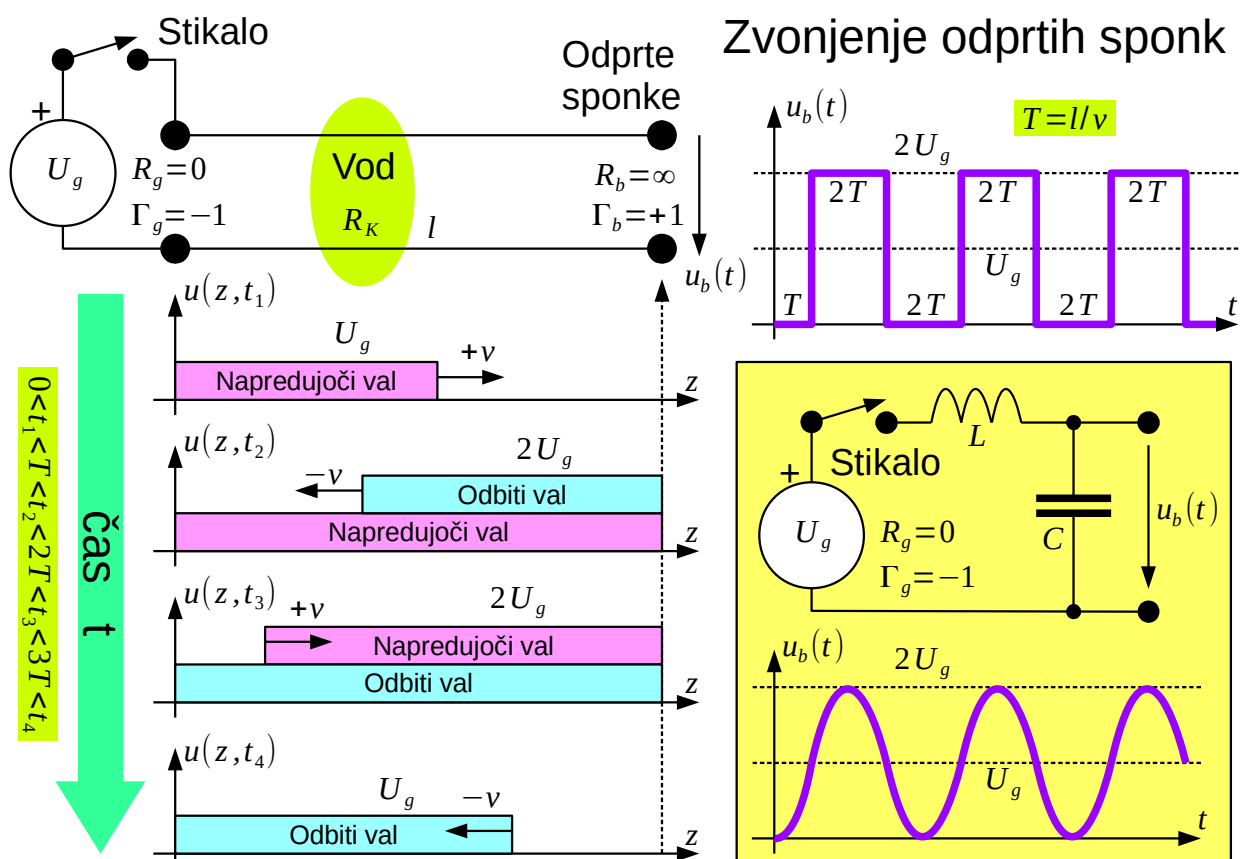 Zvonjenje odprtih sponk
Stikalo
Odprte
sponke
+
U_g
R_g=0
Γ_g=−1
Vod
R_K
l
R_b=∞
Γ_b=+1
u_b(t)
u_b(t)
T=l/v
2U_g
2T
2T
2T
U_g
T
2T
2T
t
čas t
0<t_1<T<t_2<2T<t_3<3T<t_4
u(z,t_1)
U_g
+v
Napredujoči val
z
u(z,t_2)
2U_g
−v
Odbiti val
Napredujoči val
z
u(z,t_3)
+v
2U_g
Napredujoči val
Odbiti val
z
u(z,t_4)
U_g
−v
Odbiti val
z
L
Stikalo
+
U_g
R_g=0
Γ_g=−1
C
u_b(t)
u_b(t)
2U_g
U_g
t